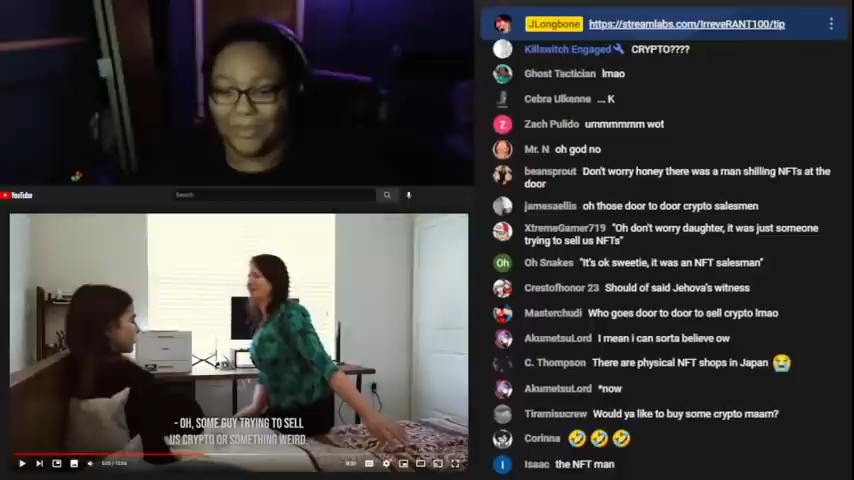 JLongbone https://streamlabs.com/IrreveRANT100/tip
Killswitch Engaged CRYPTO????
Ghost Tactician lmao
Cebra Ulkenne ... K
Z Zach Pulido ummmmmm wot
Mr. N oh god no
beansprout Don't worry honey there was a man shilling NFTs at the
door
jamesaellis oh those door to door crypto salesmen
XtremeGamer719 "Oh don't worry daughter, it was just someone
trying to sell us NFTs"
Oh Oh Snakes "It's ok sweetie, it was an NFT salesman"
Crestofhonor 23 Should of said Jehova's witness
Masterchudi Who goes door to door to sell crypto lmao
AkumetsuLord I mean i can sorta believe ow
C. Thompson There are physical NFT shops in Japan 😭
AkumetsuLord *now
Tiramisucrew Would ya like to buy some crypto maam?
Corinna 🤣🤣🤣
I Isaac the NFT man
YouTube
Search
- OH, SOME GUY TRYING TO SELL
US CRYPTO OR SOMETHING WEIRD.